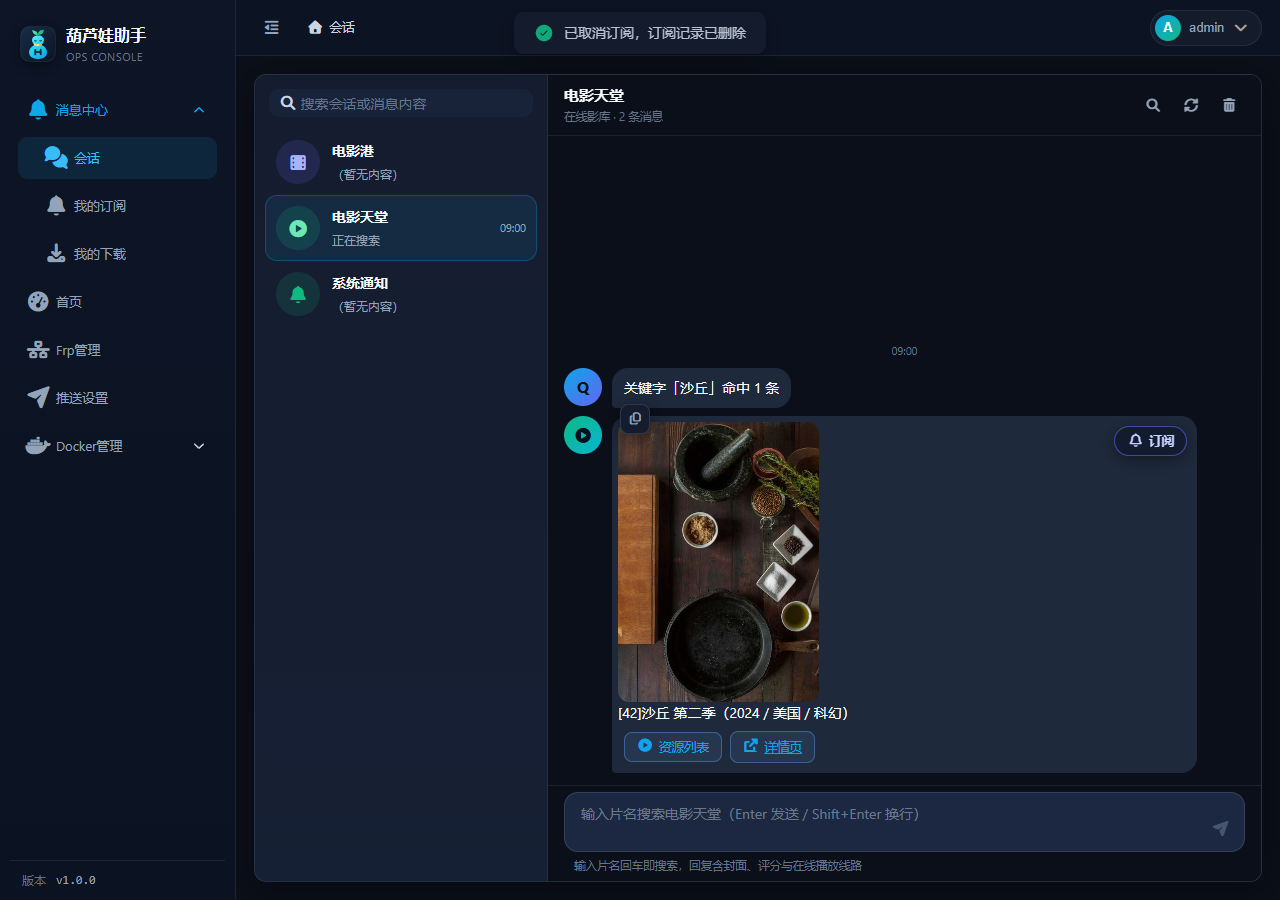 葫芦娃助手
OPS CONSOLE
消息中心
会话
我的订阅
我的下载
首页
Frp管理
推送设置
Docker管理
版本 v1.0.0
会话
已取消订阅，订阅记录已删除
A admin
搜索会话或消息内容
电影港
（暂无内容）
电影天堂
正在搜索
09:00
系统通知
（暂无内容）
电影天堂
在线影库 · 2 条消息
09:00
Q
关键字「沙丘」命中 1 条
订阅
[42]沙丘 第二季（2024 / 美国 / 科幻）
资源列表
详情页
输入片名搜索电影天堂（Enter 发送 / Shift+Enter 换行）
输入片名回车即搜索，回复含封面、评分与在线播放线路